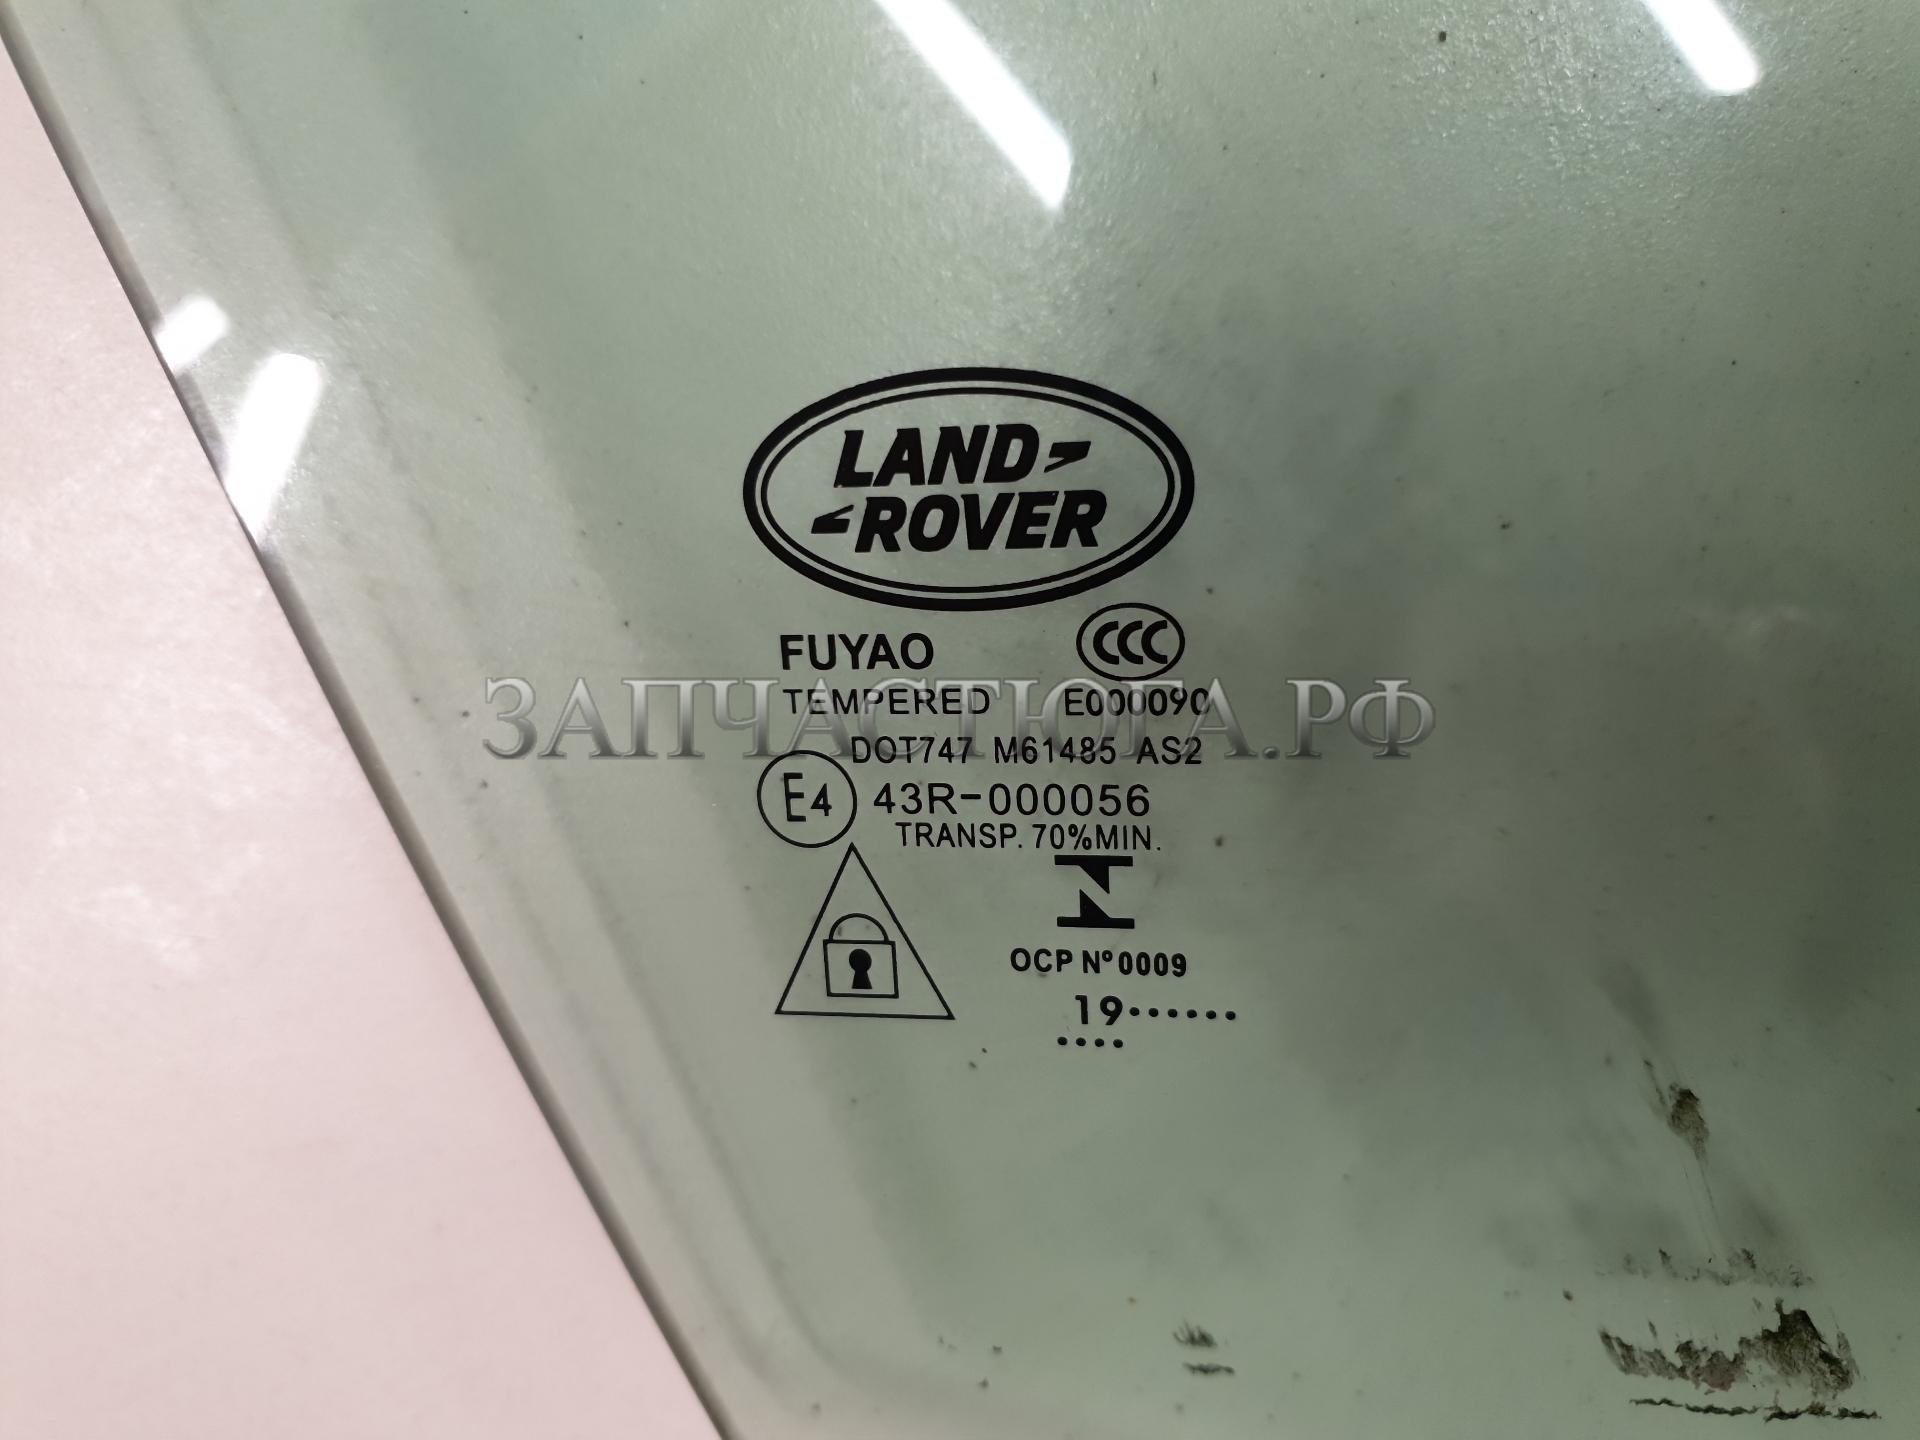 LAND
ROVER
FUYAO CCC
ЗАПЧАСТЮГА.РФ
TEMPERED E000090
DOT747 M61485 AS2
E4 43R-000056
TRANSP. 70%MIN.
OCP Nº 0009
19······
····